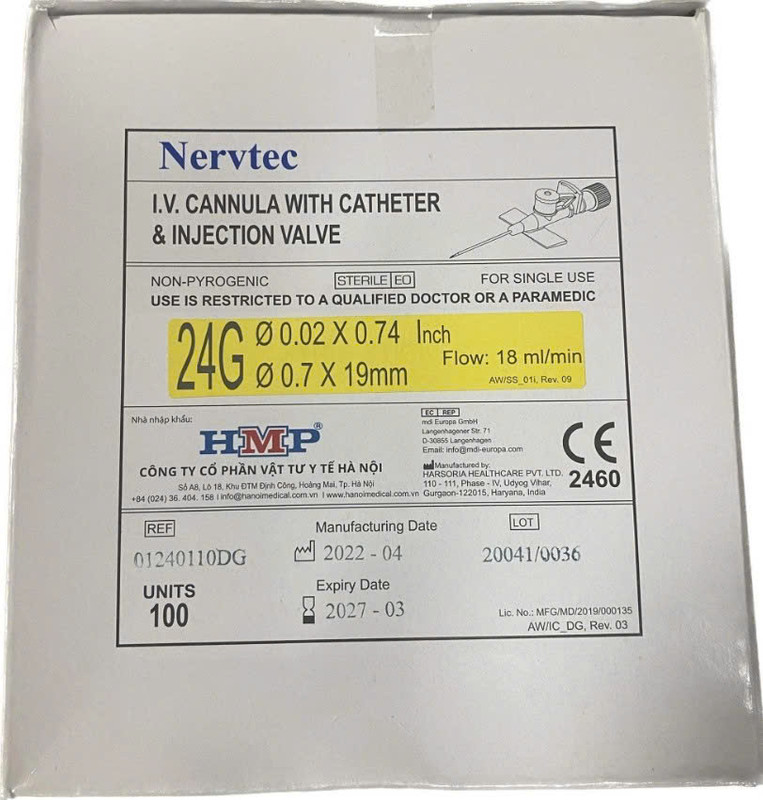 Nervtec
I.V. CANNULA WITH CATHETER
& INJECTION VALVE
NON-PYROGENIC STERILE EO FOR SINGLE USE
USE IS RESTRICTED TO A QUALIFIED DOCTOR OR A PARAMEDIC
24G Ø 0.02 X 0.74 Inch
Ø 0.7 X 19mm Flow: 18 ml/min
AW/SS_01i, Rev. 09
Nhà nhập khẩu:
HMP®
CÔNG TY CỔ PHẦN VẬT TƯ Y TẾ HÀ NỘI
Số A8, Lô 18, Khu ĐTM Định Công, Hoàng Mai, Tp. Hà Nội
+84 (024) 36. 404. 158 I info@hanoimedical.com.vn I www.hanoimedical.com.vn
EC REP
mdi Europa GmbH
Langenhagener Str. 71
D-30855 Langenhagen
Email: info@mdi-europa.com
Manufactured by:
HARSORIA HEALTHCARE PVT. LTD.
110 - 111, Phase - IV, Udyog Vihar,
Gurgaon-122015, Haryana, India
CE
2460
REF
01240110DG
Manufacturing Date
2022 - 04
LOT
20041/0036
UNITS
100
Expiry Date
2027 - 03
Lic. No.: MFG/MD/2019/000135
AW/IC_DG, Rev. 03